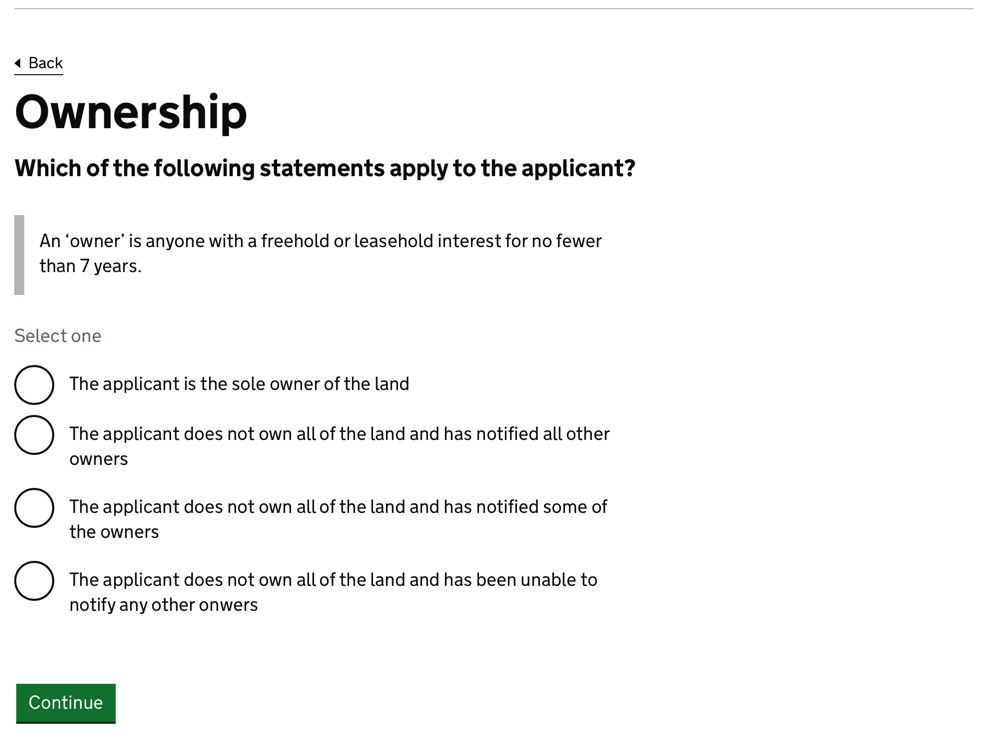 Back
Ownership
Which of the following statements apply to the applicant?
An ‘owner’ is anyone with a freehold or leasehold interest for no fewer
than 7 years.
Select one
The applicant is the sole owner of the land
The applicant does not own all of the land and has notified all other
owners
The applicant does not own all of the land and has notified some of
the owners
The applicant does not own all of the land and has been unable to
notify any other onwers
Continue